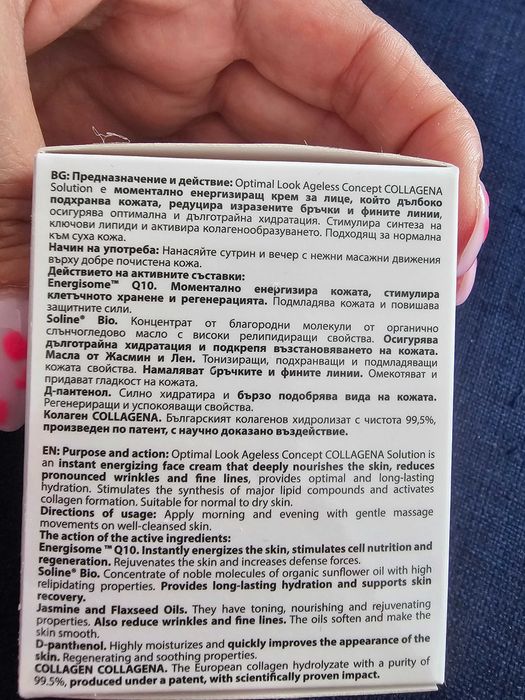 BG: Предназначение и действие: Optimal Look Ageless Concept COLLAGENA
Solution е моментално енергизиращ крем за лице, който дълбоко
подхранва кожата, редуцира изразените бръчки и фините линии,
осигурява оптимална и дълготрайна хидратация. Стимулира синтеза на
ключови липиди и активира колагенообразуването. Подходящ за нормална
към суха кожа.
Начин на употреба: Нанасяйте сутрин и вечер с нежни масажни движения
върху добре почистена кожа.
Действието на активните съставки:
Energisome™ Q10. Моментално енергизира кожата, стимулира
клетъчното хранене и регенерацията. Подмладява кожата и повишава
защитните сили.
Soline® Bio. Концентрат от благородни молекули от органично
слънчогледово масло с високи релипидиращи свойства. Осигурява
дълготрайна хидратация и подкрепя възстановяването на кожата.
Масла от Жасмин и Лен. Тонизиращи, подхранващи и подмладяващи
кожата свойства. Намаляват бръчките и фините линии. Омекотяват и
придават гладкост на кожата.
Д-пантенол. Силно хидратира и бързо подобрява вида на кожата.
Регенериращи и успокояващи свойства.
Колаген COLLAGENA. Българският колагенов хидролизат с чистота 99,5%,
произведен по патент, с научно доказано въздействие.
EN: Purpose and action: Optimal Look Ageless Concept COLLAGENA Solution is
an instant energizing face cream that deeply nourishes the skin, reduces
pronounced wrinkles and fine lines, provides optimal and long-lasting
hydration. Stimulates the synthesis of major lipid compounds and activates
collagen formation. Suitable for normal to dry skin.
Directions of usage: Apply morning and evening with gentle massage
movements on well-cleansed skin.
The action of the active ingredients:
Energisome™ Q10. Instantly energizes the skin, stimulates cell nutrition and
regeneration. Rejuvenates the skin and increases defense forces.
Soline® Bio. Concentrate of noble molecules of organic sunflower oil with high
relipidating properties. Provides long-lasting hydration and supports skin
recovery.
Jasmine and Flaxseed Oils. They have toning, nourishing and rejuvenating
properties. Also reduce wrinkles and fine lines. The oils soften and make the
skin smooth.
D-panthenol. Highly moisturizes and quickly improves the appearance of the
skin. Regenerating and soothing properties.
COLLAGEN COLLAGENA. The European collagen hydrolyzate with a purity of
99.5%, produced under a patent, with scientifically proven impact.